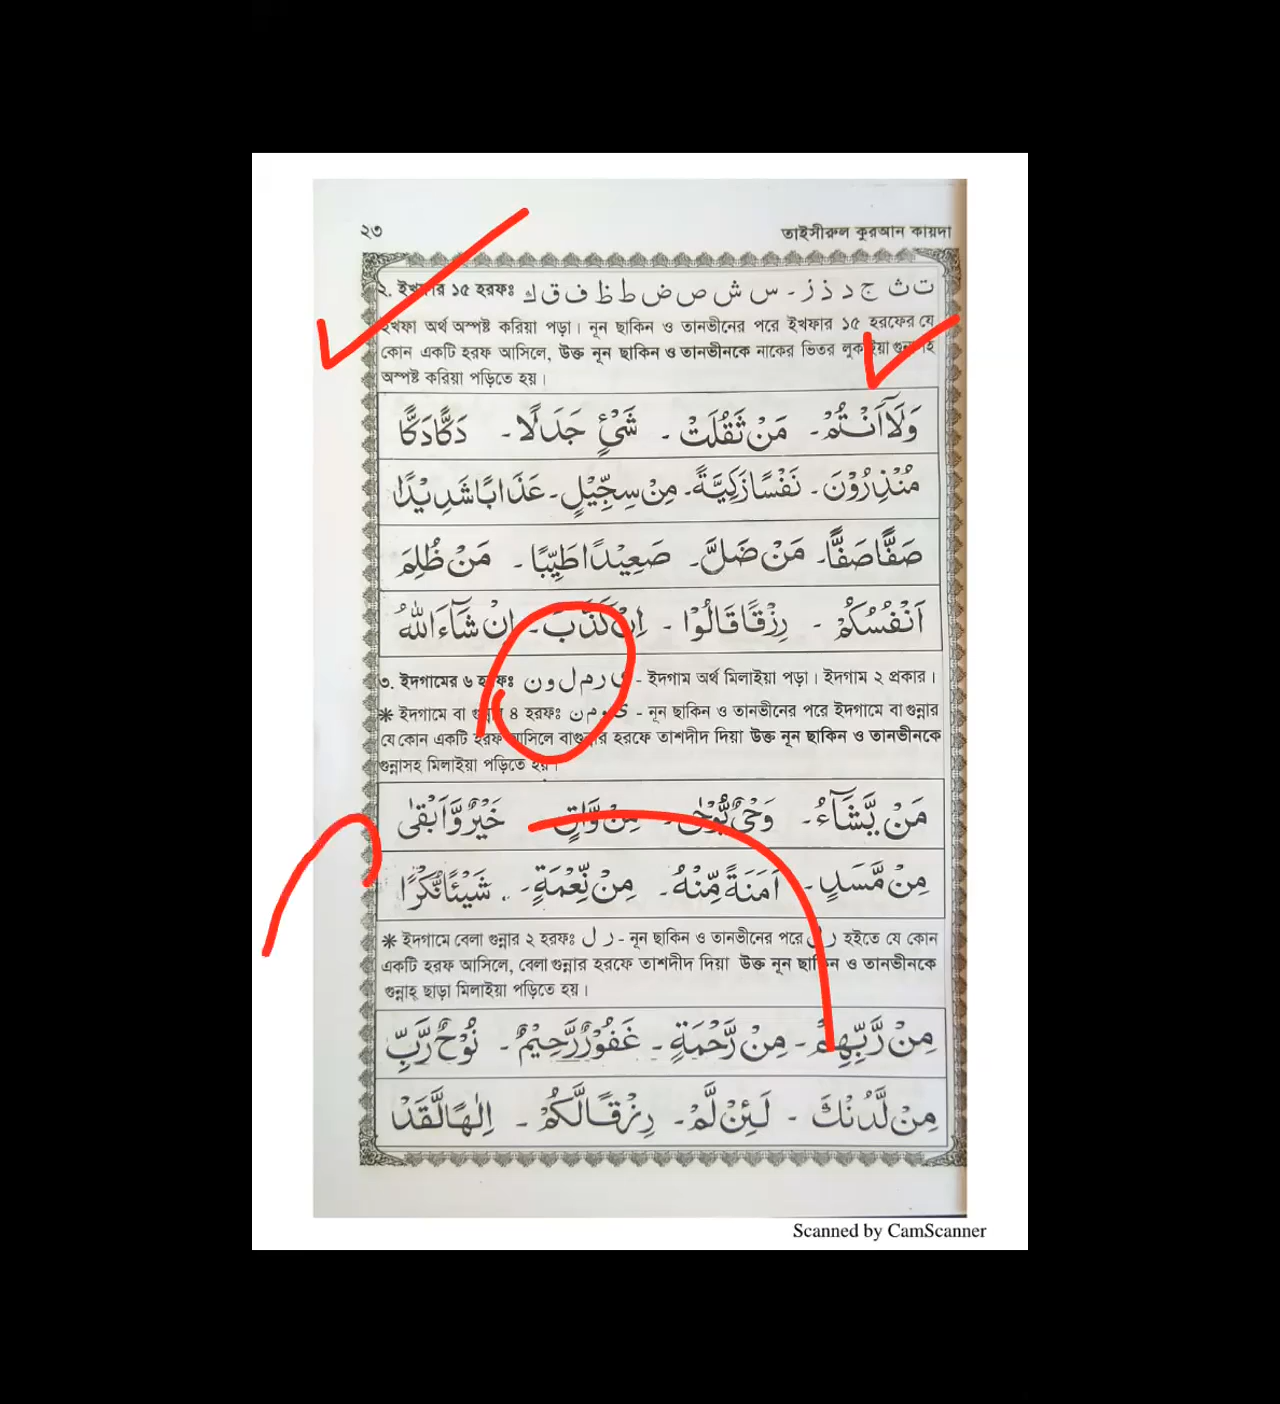 ২৩ তাইসীরুল কুরআন কায়দা
২. ইখফার ১৫ হরফঃ ت ث ج د ذ ز - س ش ص ض ط ظ ف ق ك
ইখফা অর্থ অস্পষ্ট করিয়া পড়া। নূন ছাকিন ও তানভীনের পরে ইখফার ১৫ হরফের যে
কোন একটি হরফ আসিলে, উক্ত নূন ছাকিন ও তানভীনকে নাকের ভিতর লুকাইয়া গুন্নাহ
অস্পষ্ট করিয়া পড়িতে হয়।
وَلَآ اَنْتُمْ - مَنْ ثَقُلَتْ - شَىْءٍ جَدَلًا - دَكًّا دَكًّا
مُنْذِرُوْنَ - نَفْسًا زَكِيَّةً - مِنْ سِجِّيْلٍ - عَذَابًا شَدِيْدًا
صَفًّا صَفًّا - مَنْ ضَلَّ - صَعِيْدًا طَيِّبًا - مَنْ ظُلِمَ
اَنْفُسُكُمْ - رِزْقًا قَالُوْا - اِنْ كَذَّبَ - اِنْ شَآءَ اللّٰهُ
৩. ইদগামের ৬ হরফঃ ى ر م ل و ن - ইদগাম অর্থ মিলাইয়া পড়া। ইদগাম ২ প্রকার।
* ইদগামে বা গুন্নার ৪ হরফঃ ى و م ن - নূন ছাকিন ও তানভীনের পরে ইদগামে বা গুন্নার
যে কোন একটি হরফ আসিলে বাগুন্নার হরফে তাশদীদ দিয়া উক্ত নূন ছাকিন ও তানভীনকে
গুন্নাসহ মিলাইয়া পড়িতে হয়।
مَنْ يَّشَآءُ - وَحْىٌ يُّوْحٰى - مِنْ وَّاقٍ - خَيْرٌ وَّاَبْقٰى
مِنْ مَّسَدٍ - اَمَنَةً مِّنْهُ - مِنْ نِّعْمَةٍ - شَيْئًا نُّكْرًا
* ইদগামে বেলা গুন্নার ২ হরফঃ ر ل - নূন ছাকিন ও তানভীনের পরে ر ل হইতে যে কোন
একটি হরফ আসিলে, বেলা গুন্নার হরফে তাশদীদ দিয়া উক্ত নূন ছাকিন ও তানভীনকে
গুন্নাহ্ ছাড়া মিলাইয়া পড়িতে হয়।
مِنْ رَّبِّهِمْ - مِنْ رَّحْمَةٍ - غَفُوْرٌ رَّحِيْمٌ - نُوْحٌ رَّبِّ
مِنْ لَّدُنْكَ - لَئِنْ لَّمْ - رِزْقًا لَّكُمْ - اِلٰهًا لَّقَدْ
Scanned by CamScanner